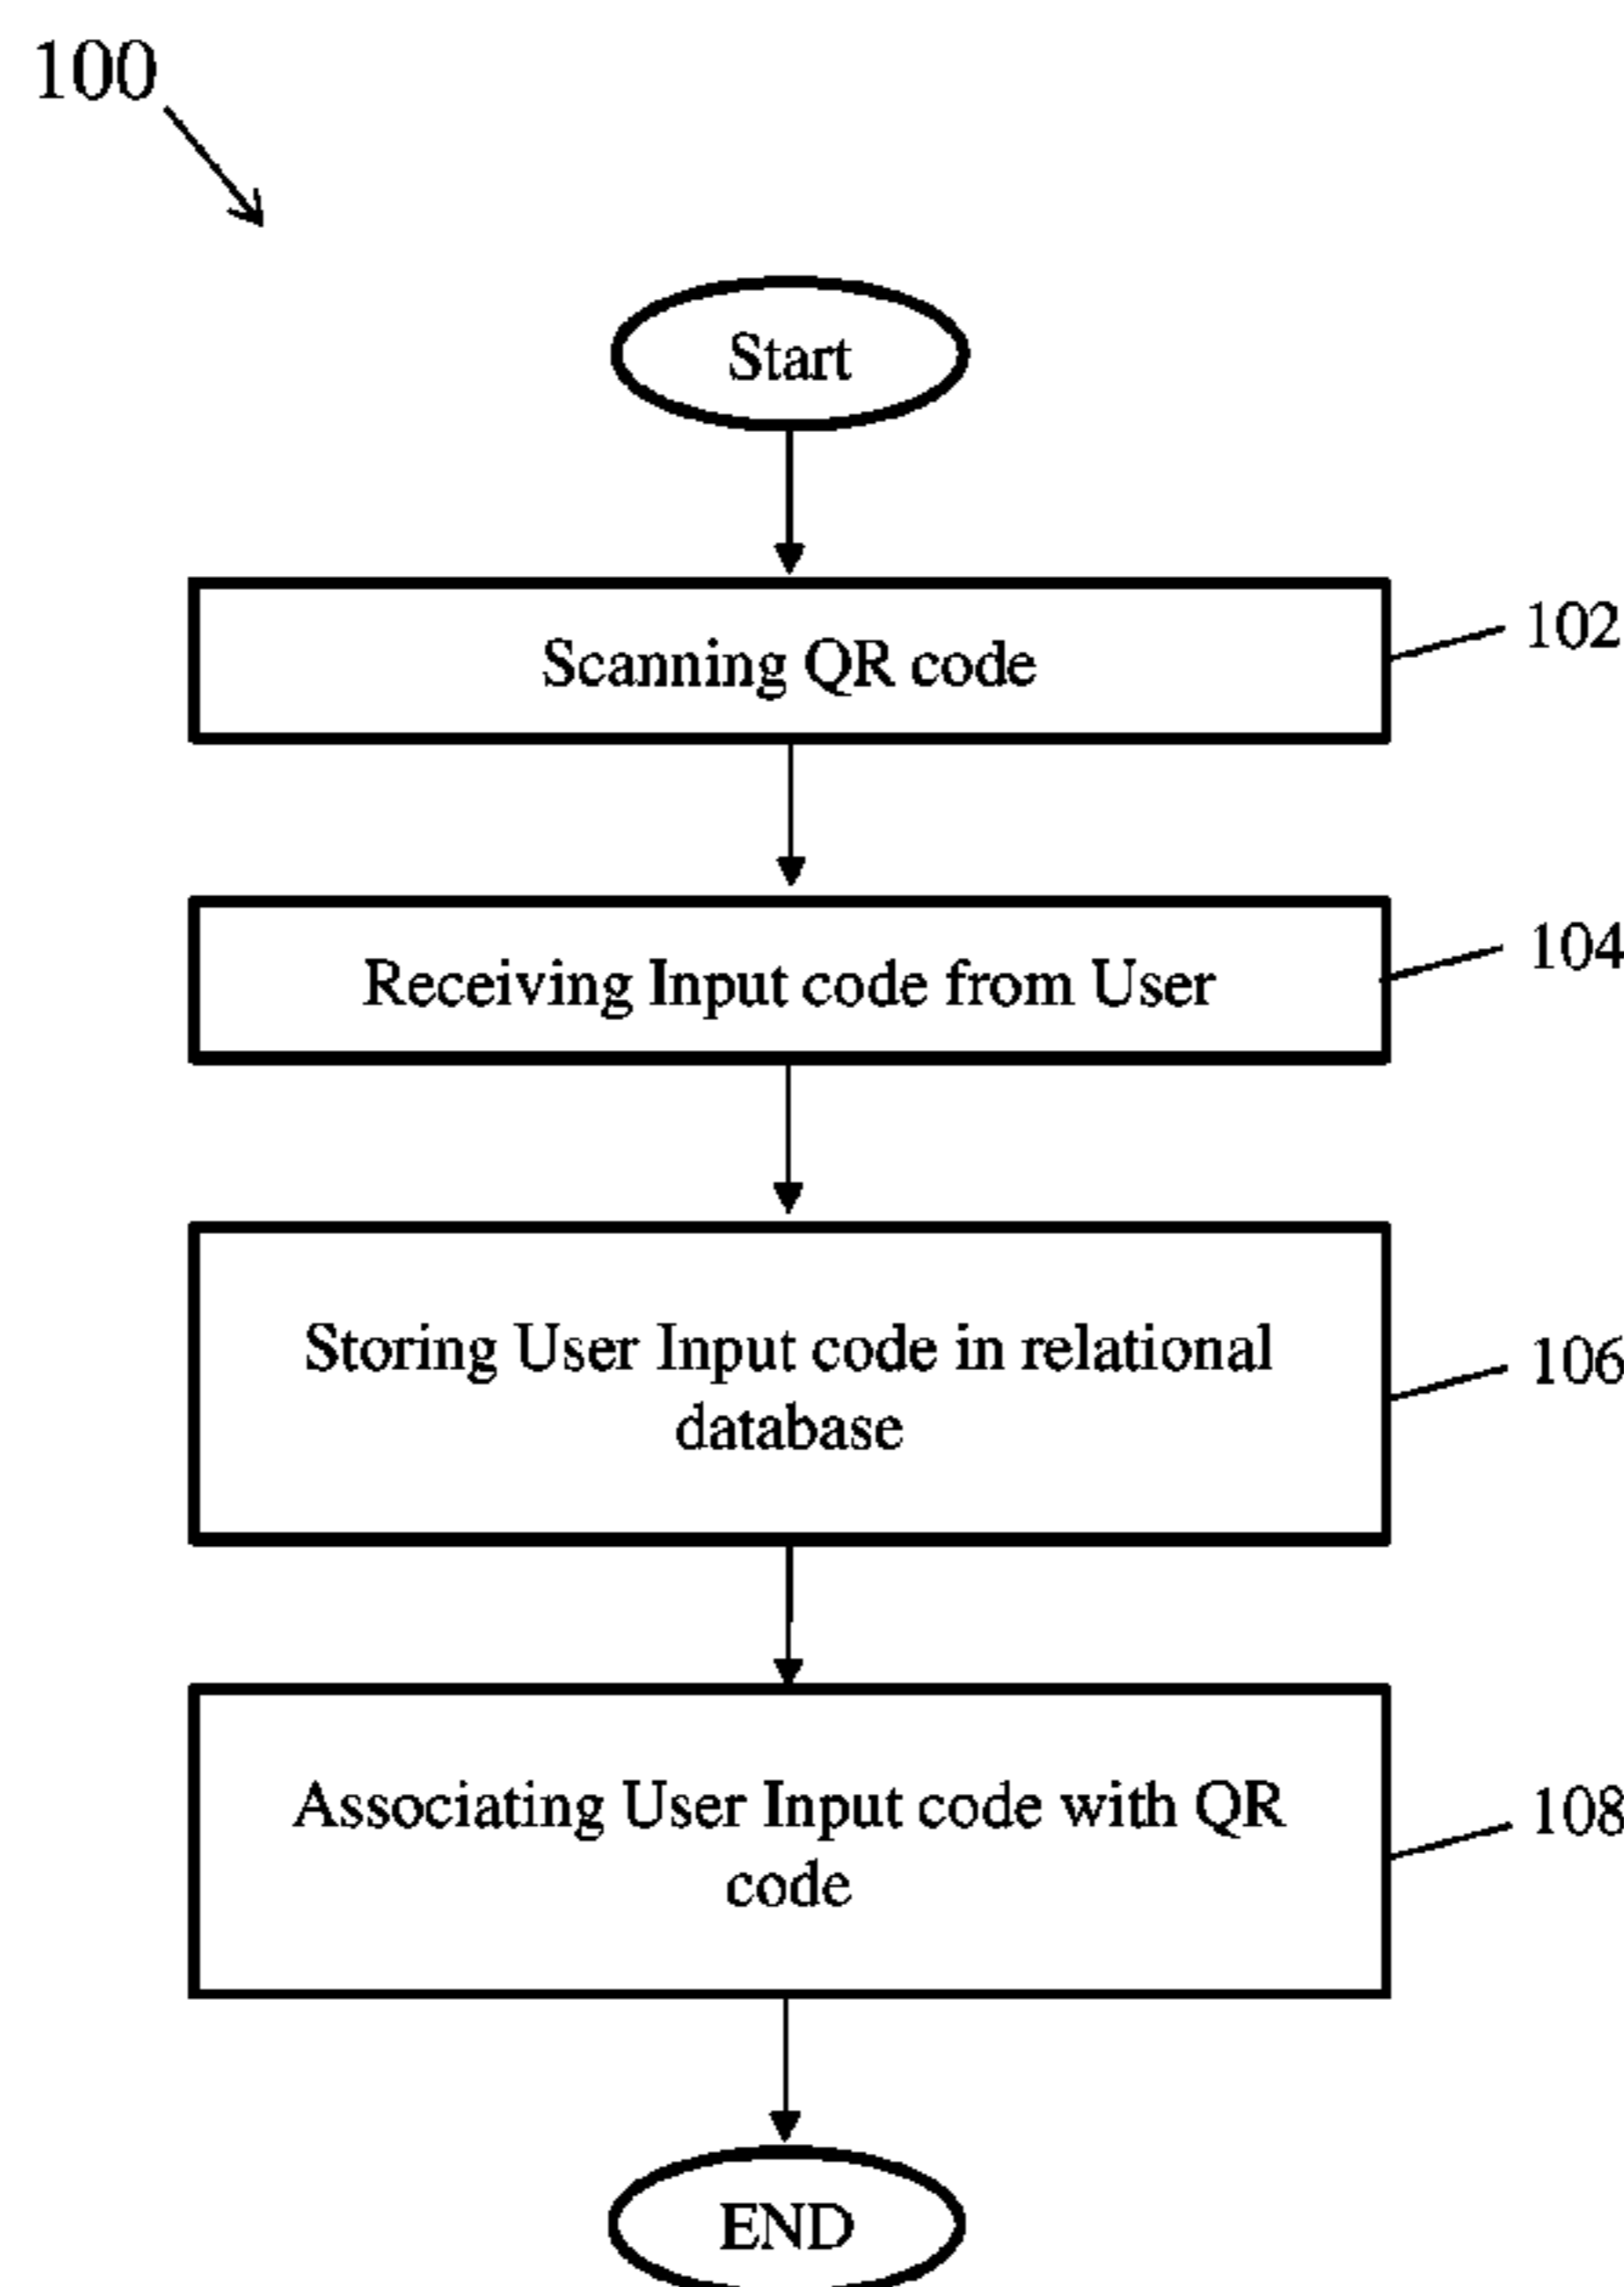 100
Start
Scanning QR code
102
Receiving Input code from User
104
Storing User Input code in relational
database
106
Associating User Input code with QR
code
108
END